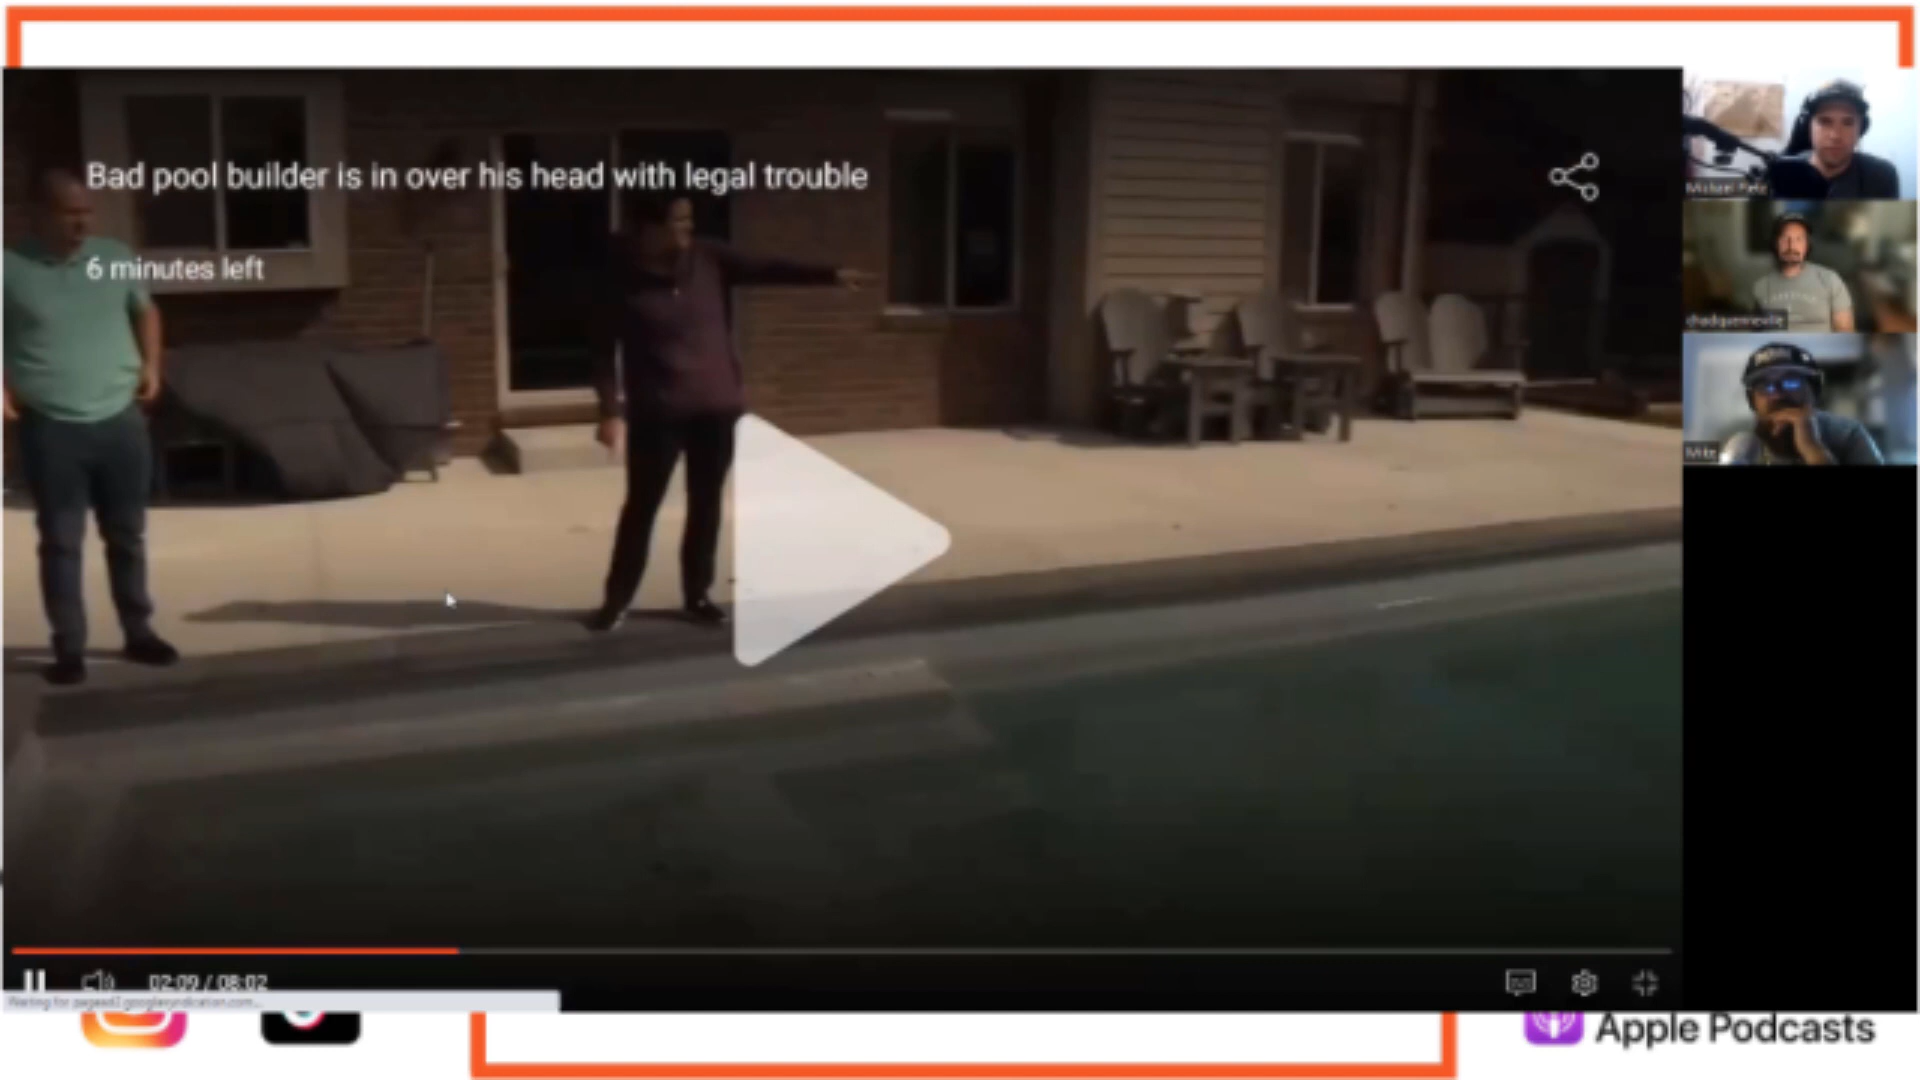 Bad pool builder is in over his head with legal trouble
6 minutes left
Mike
02:09 / 08:02
Apple Podcasts